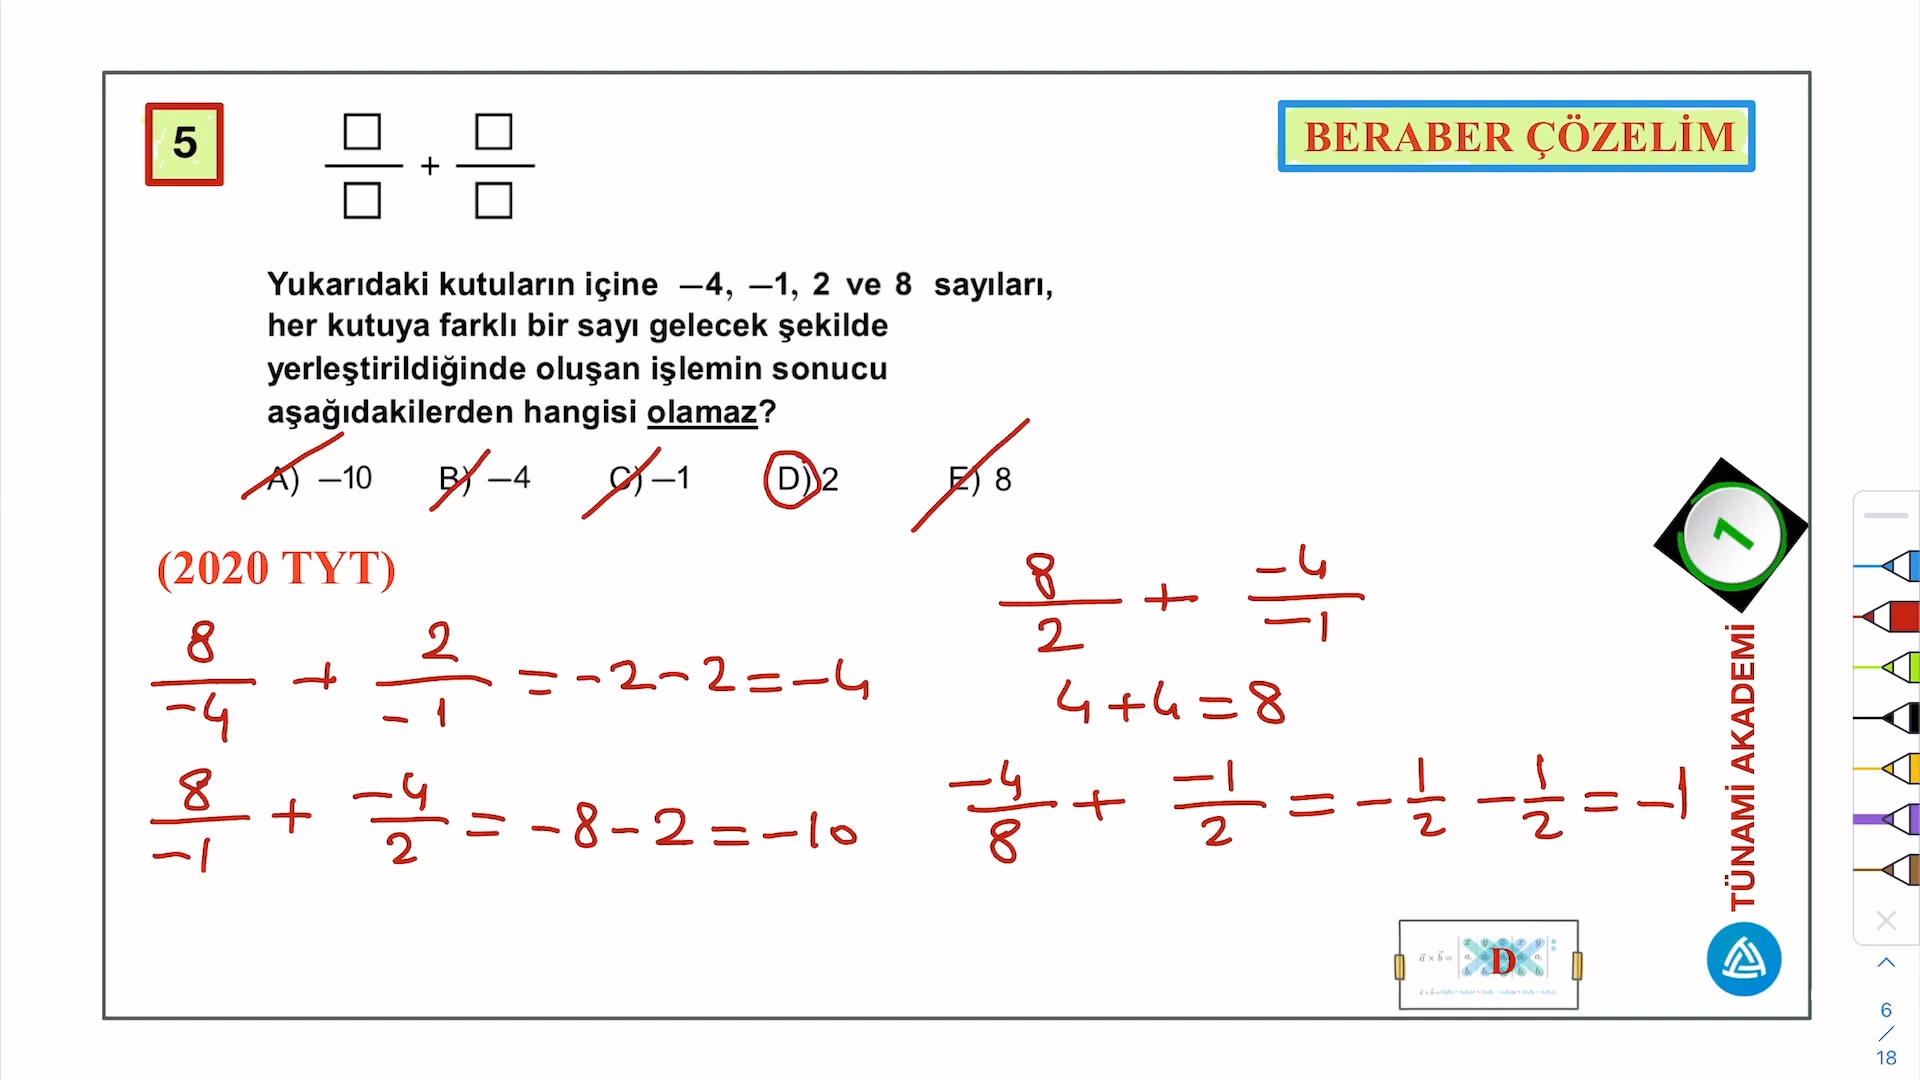 5
□/□ + □/□
BERABER ÇÖZELİM
Yukarıdaki kutuların içine −4, −1, 2 ve 8 sayıları,
her kutuya farklı bir sayı gelecek şekilde
yerleştirildiğinde oluşan işlemin sonucu
aşağıdakilerden hangisi olamaz?
A) −10 B) −4 C) −1 D) 2 E) 8
(2020 TYT)
8/-4 + 2/-1 = -2-2 = -4
8/-1 + -4/2 = -8-2 = -10
8/2 + -4/-1
4+4=8
-4/8 + -1/2 = -1/2 -1/2 = -1
TÜNAMİ AKADEMİ
D
6
/
18